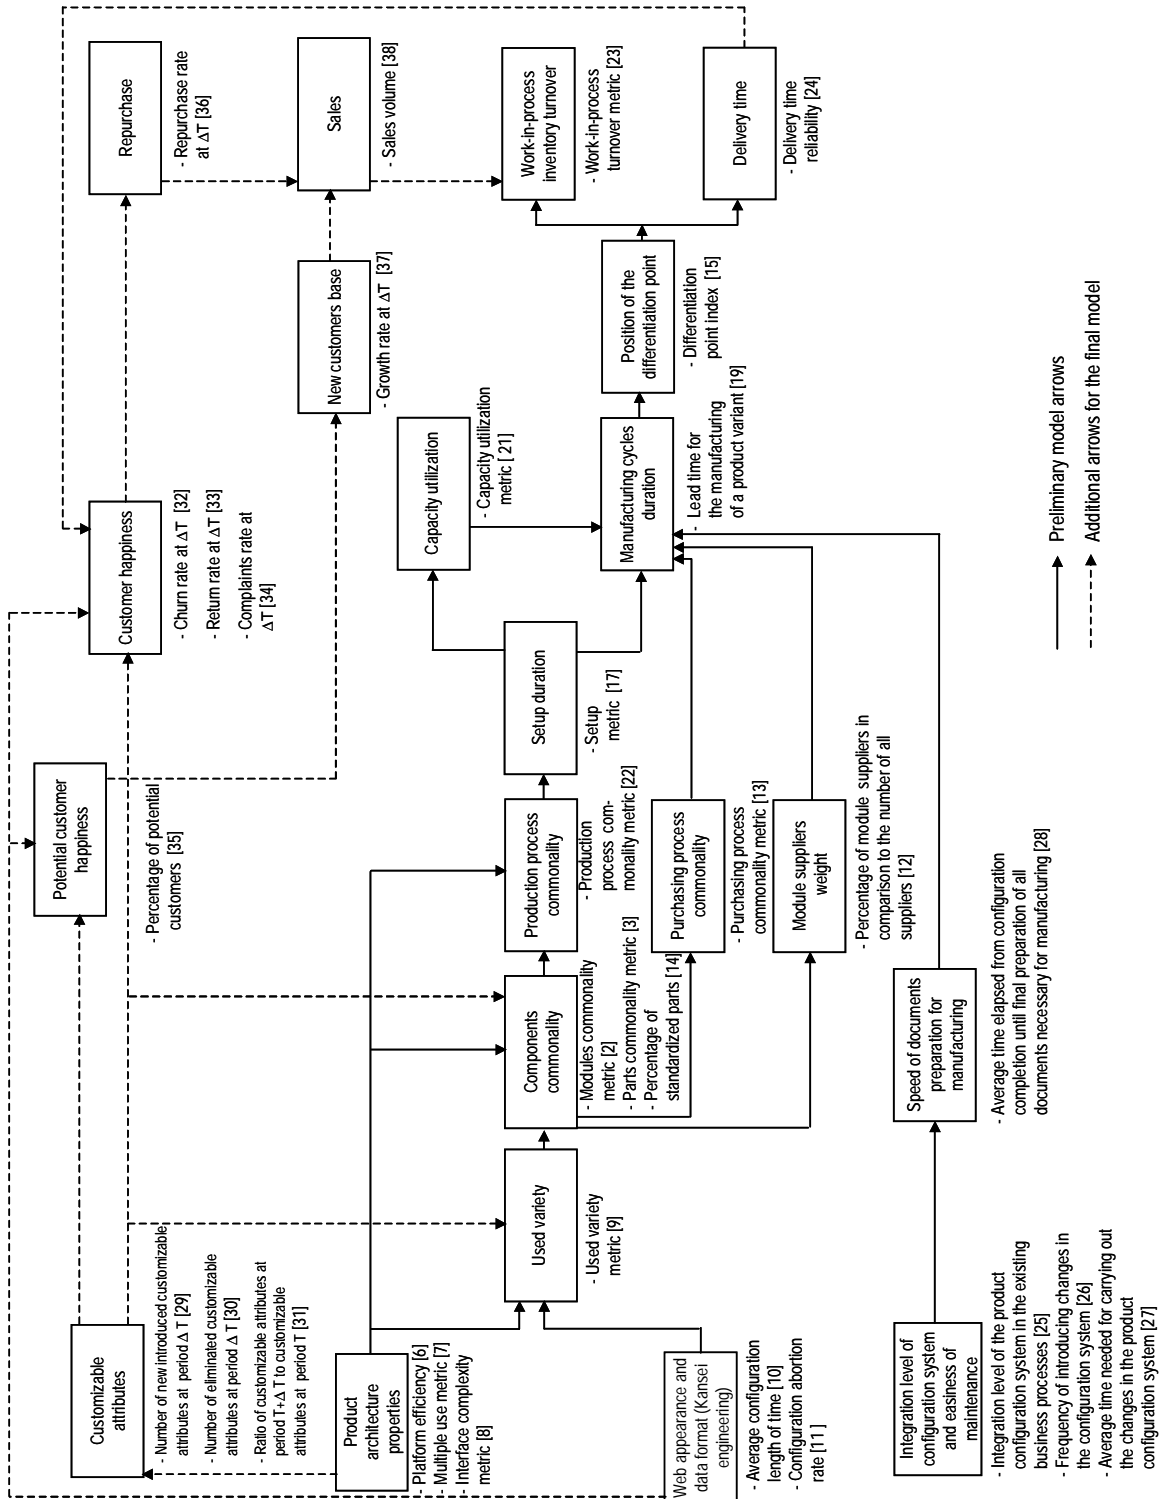 Customizable
attributes
- Number of new introduced customizable
attributes at period Δ T [29]
- Number of eliminated customizable
attributes at period Δ T [30]
- Ratio of customizable attributes at
period T+Δ T to customizable
attributes at period T [31]
Potential customer
happiness
- Percentage of potential
customers [35]
Customer happiness
- Churn rate at ΔT [32]
- Return rate at ΔT [33]
- Complaints rate at
ΔT [34]
Repurchase
- Repurchase rate
at ΔT [36]
New customers base
- Growth rate at ΔT [37]
Sales
- Sales volume [38]
Product
architecture
properties
- Platform efficiency [6]
- Multiple use metric [7]
- Interface complexity
metric [8]
Capacity utilization
- Capacity utilization
metric [ 21]
Used variety
- Used variety
metric [9]
Components
commonality
- Modules commonality
metric [2]
- Parts commonality metric [3]
- Percentage of
standardized parts [14]
Production process
commonality
- Production
process com-
monality metric [22]
Setup duration
- Setup
metric [17]
Manufacturing cycles
duration
- Lead time for
the manufacturing
of a product variant [19]
Position of the
differentiation point
- Differentiation
point index [15]
Work-in-process
inventory turnover
- Work-in-process
turnover metric [23]
Delivery time
- Delivery time
reliability [24]
Web appearance and
data format (Kansei
engineering)
- Average configuration
length of time [10]
- Configuration abortion
rate [11 ]
Purchasing process
commonality
- Purchasing process
commonality metric [13]
Module suppliers
weight
- Percentage of module suppliers in
comparison to the number of all
suppliers [12]
Integration level of
configuration system
and easiness of
maintenance
- Integration level of the product
configuration system in the existing
business processes [25]
- Frequency of introducing changes in
the configuration system [26]
- Average time needed for carrying out
the changes in the product
configuration system [27]
Speed of documents
preparation for
manufacturing
- Average time elapsed from configuration
completion until final preparation of all
documents necessary for manufacturing [28]
Preliminary model arrows
Additional arrows for the final model